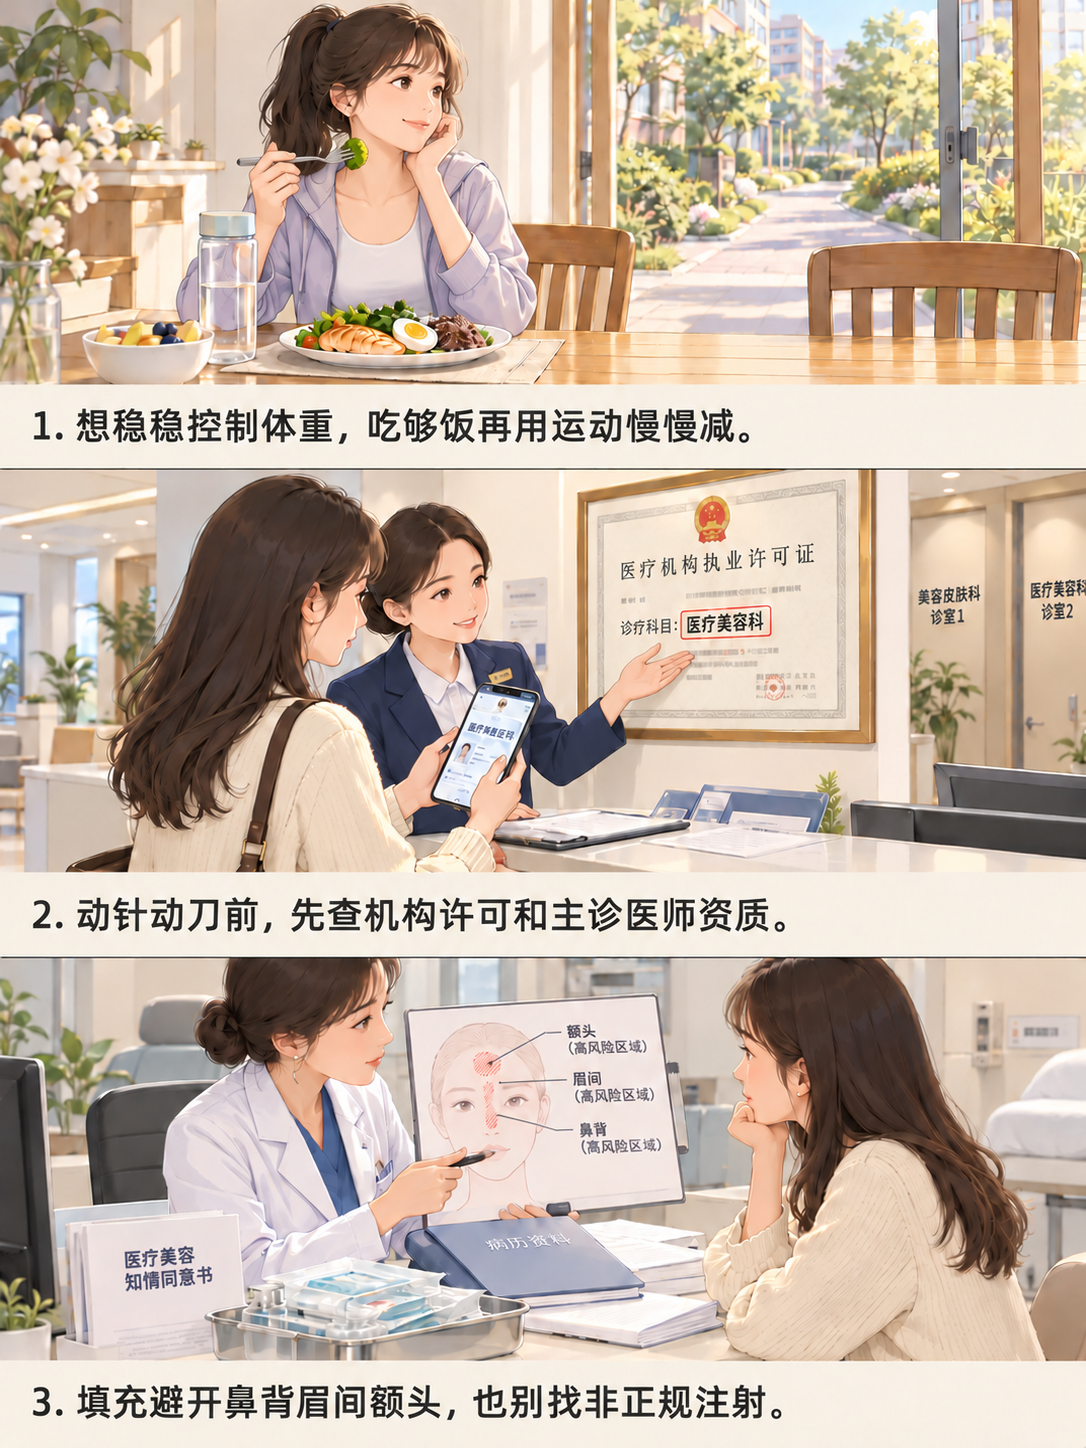 1. 想稳稳控制体重，吃够饭再用运动慢慢减。
医疗机构执业许可证
诊疗科目：医疗美容科
美容皮肤科
诊室1
医疗美容科
诊室2
2. 动针动刀前，先查机构许可和主诊医师资质。
额头
（高风险区域）
眉间
（高风险区域）
鼻背
（高风险区域）
病历资料
医疗美容
知情同意书
3. 填充避开鼻背眉间额头，也别找非正规注射。